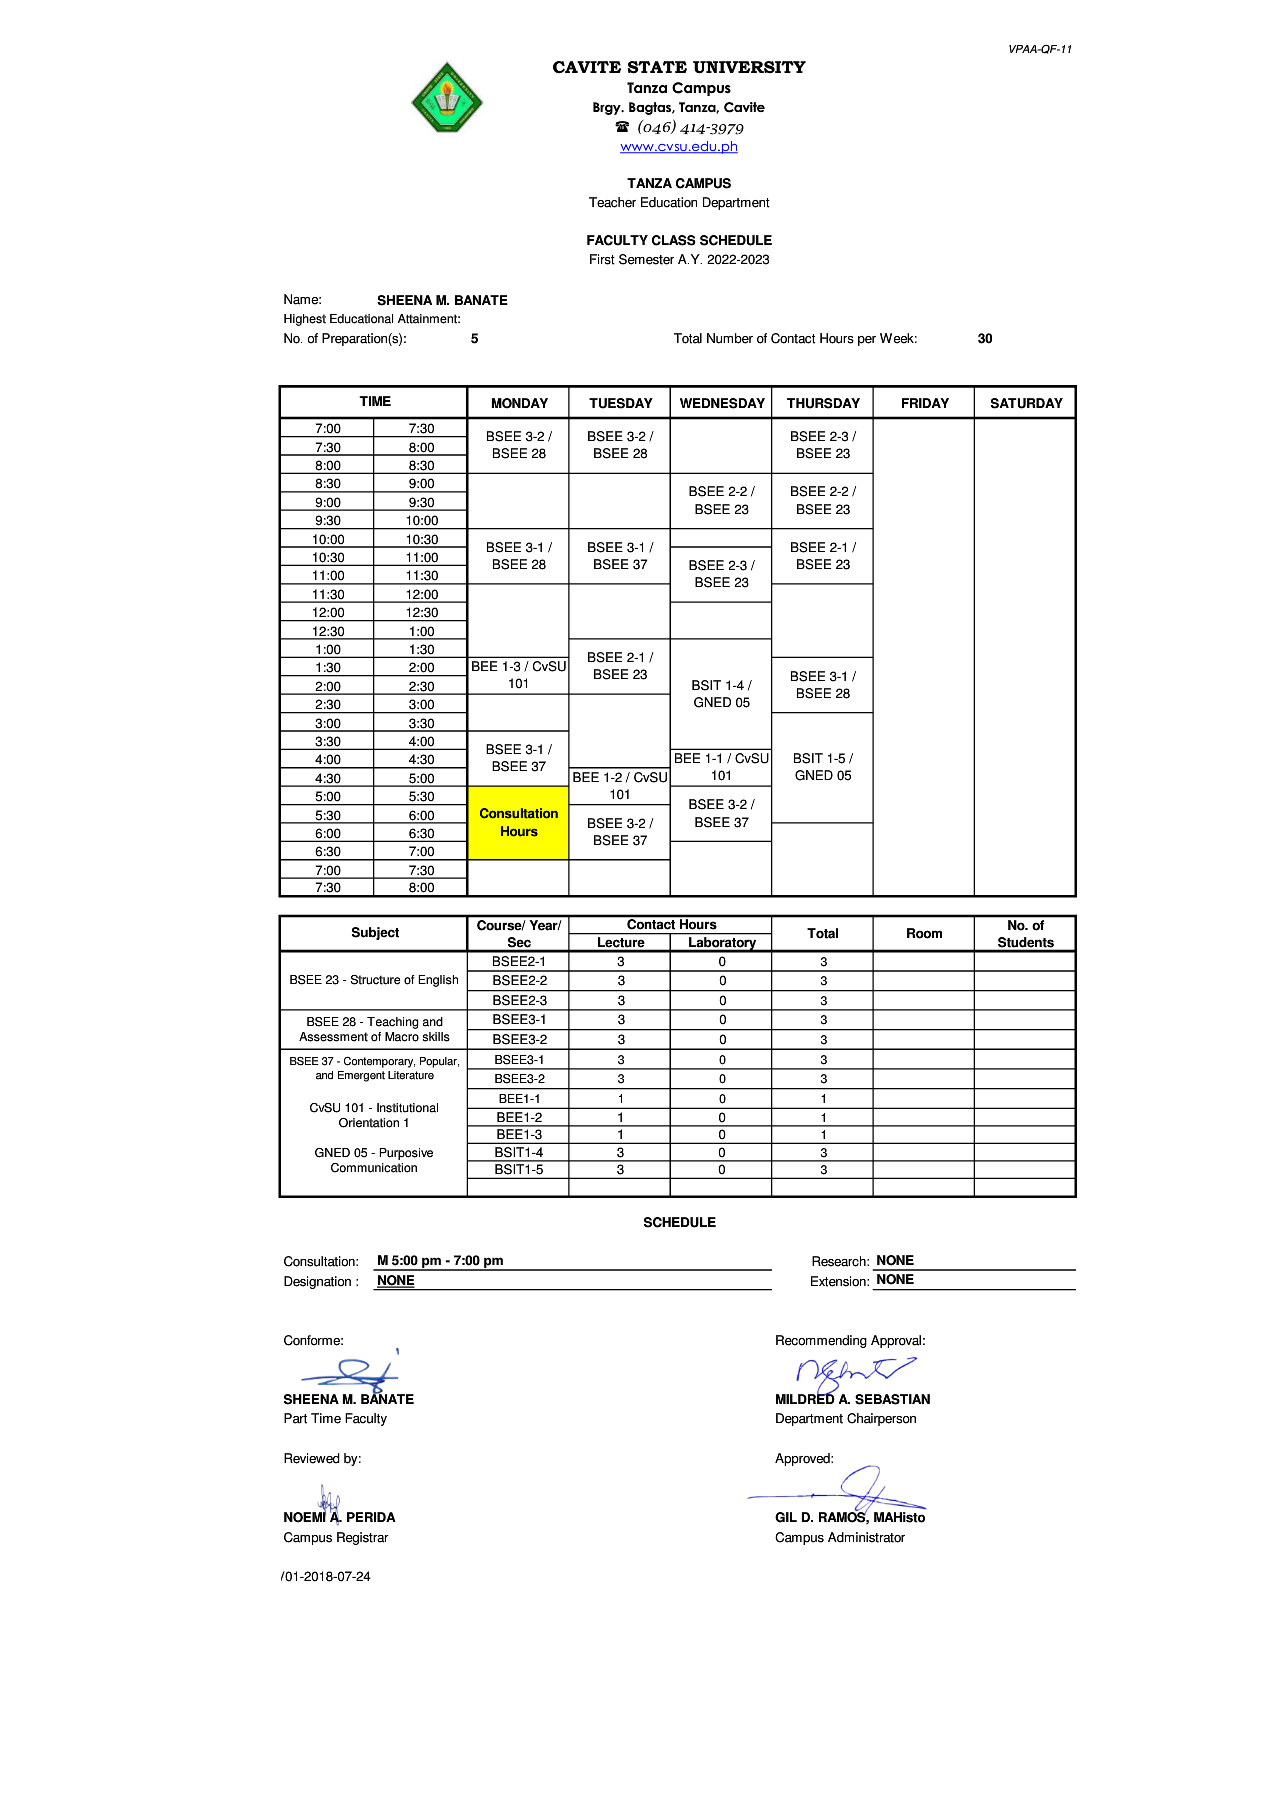 VPAA-QF-11
CAVITE STATE UNIVERSITY
Tanza Campus
Brgy. Bagtas, Tanza, Cavite
☎ (046) 414-3979
www.cvsu.edu.ph
TANZA CAMPUS
Teacher Education Department
FACULTY CLASS SCHEDULE
First Semester A.Y. 2022-2023
Name: SHEENA M. BANATE
Highest Educational Attainment:
No. of Preparation(s): 5 Total Number of Contact Hours per Week: 30
TIME MONDAY TUESDAY WEDNESDAY THURSDAY FRIDAY SATURDAY
7:00 7:30
7:30 8:00
8:00 8:30
8:30 9:00
9:00 9:30
9:30 10:00
10:00 10:30
10:30 11:00
11:00 11:30
11:30 12:00
12:00 12:30
12:30 1:00
1:00 1:30
1:30 2:00
2:00 2:30
2:30 3:00
3:00 3:30
3:30 4:00
4:00 4:30
4:30 5:00
5:00 5:30
5:30 6:00
6:00 6:30
6:30 7:00
7:00 7:30
7:30 8:00
BSEE 3-2 /
BSEE 28
BSEE 3-1 /
BSEE 28
BEE 1-3 / CvSU
101
BSEE 3-1 /
BSEE 37
Consultation
Hours
BSEE 3-2 /
BSEE 28
BSEE 3-1 /
BSEE 37
BSEE 2-1 /
BSEE 23
BEE 1-2 / CvSU
101
BSEE 3-2 /
BSEE 37
BSEE 2-2 /
BSEE 23
BSEE 2-3 /
BSEE 23
BSIT 1-4 /
GNED 05
BEE 1-1 / CvSU
101
BSEE 3-2 /
BSEE 37
BSEE 2-3 /
BSEE 23
BSEE 2-2 /
BSEE 23
BSEE 2-1 /
BSEE 23
BSEE 3-1 /
BSEE 28
BSIT 1-5 /
GNED 05
Subject Course/ Year/ Sec Contact Hours Total Room No. of Students
Lecture Laboratory
BSEE 23 - Structure of English
BSEE2-1 3 0 3
BSEE2-2 3 0 3
BSEE2-3 3 0 3
BSEE 28 - Teaching and
Assessment of Macro skills
BSEE3-1 3 0 3
BSEE3-2 3 0 3
BSEE 37 - Contemporary, Popular,
and Emergent Literature
BSEE3-1 3 0 3
BSEE3-2 3 0 3
CvSU 101 - Institutional
Orientation 1
BEE1-1 1 0 1
BEE1-2 1 0 1
BEE1-3 1 0 1
GNED 05 - Purposive
Communication
BSIT1-4 3 0 3
BSIT1-5 3 0 3
SCHEDULE
Consultation: M 5:00 pm - 7:00 pm Research: NONE
Designation : NONE Extension: NONE
Conforme: Recommending Approval:
SHEENA M. BANATE MILDRED A. SEBASTIAN
Part Time Faculty Department Chairperson
Reviewed by: Approved:
NOEMI A. PERIDA GIL D. RAMOS, MAHisto
Campus Registrar Campus Administrator
/01-2018-07-24